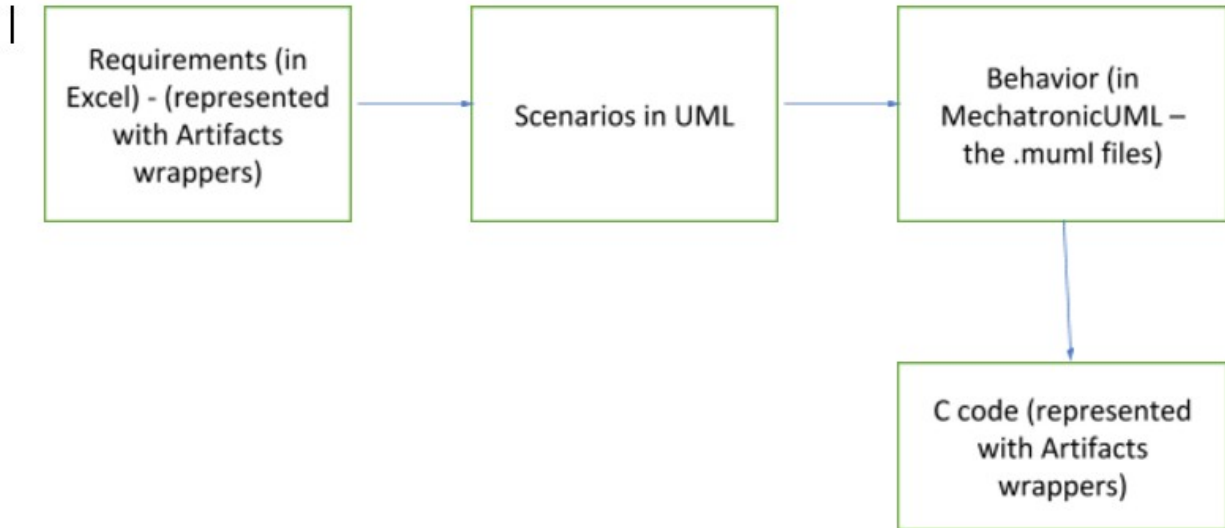 Requirements (in
Excel) - (represented
with Artifacts
wrappers)
Scenarios in UML
Behavior (in
MechatronicUML –
the .muml files)
C code (represented
with Artifacts
wrappers)